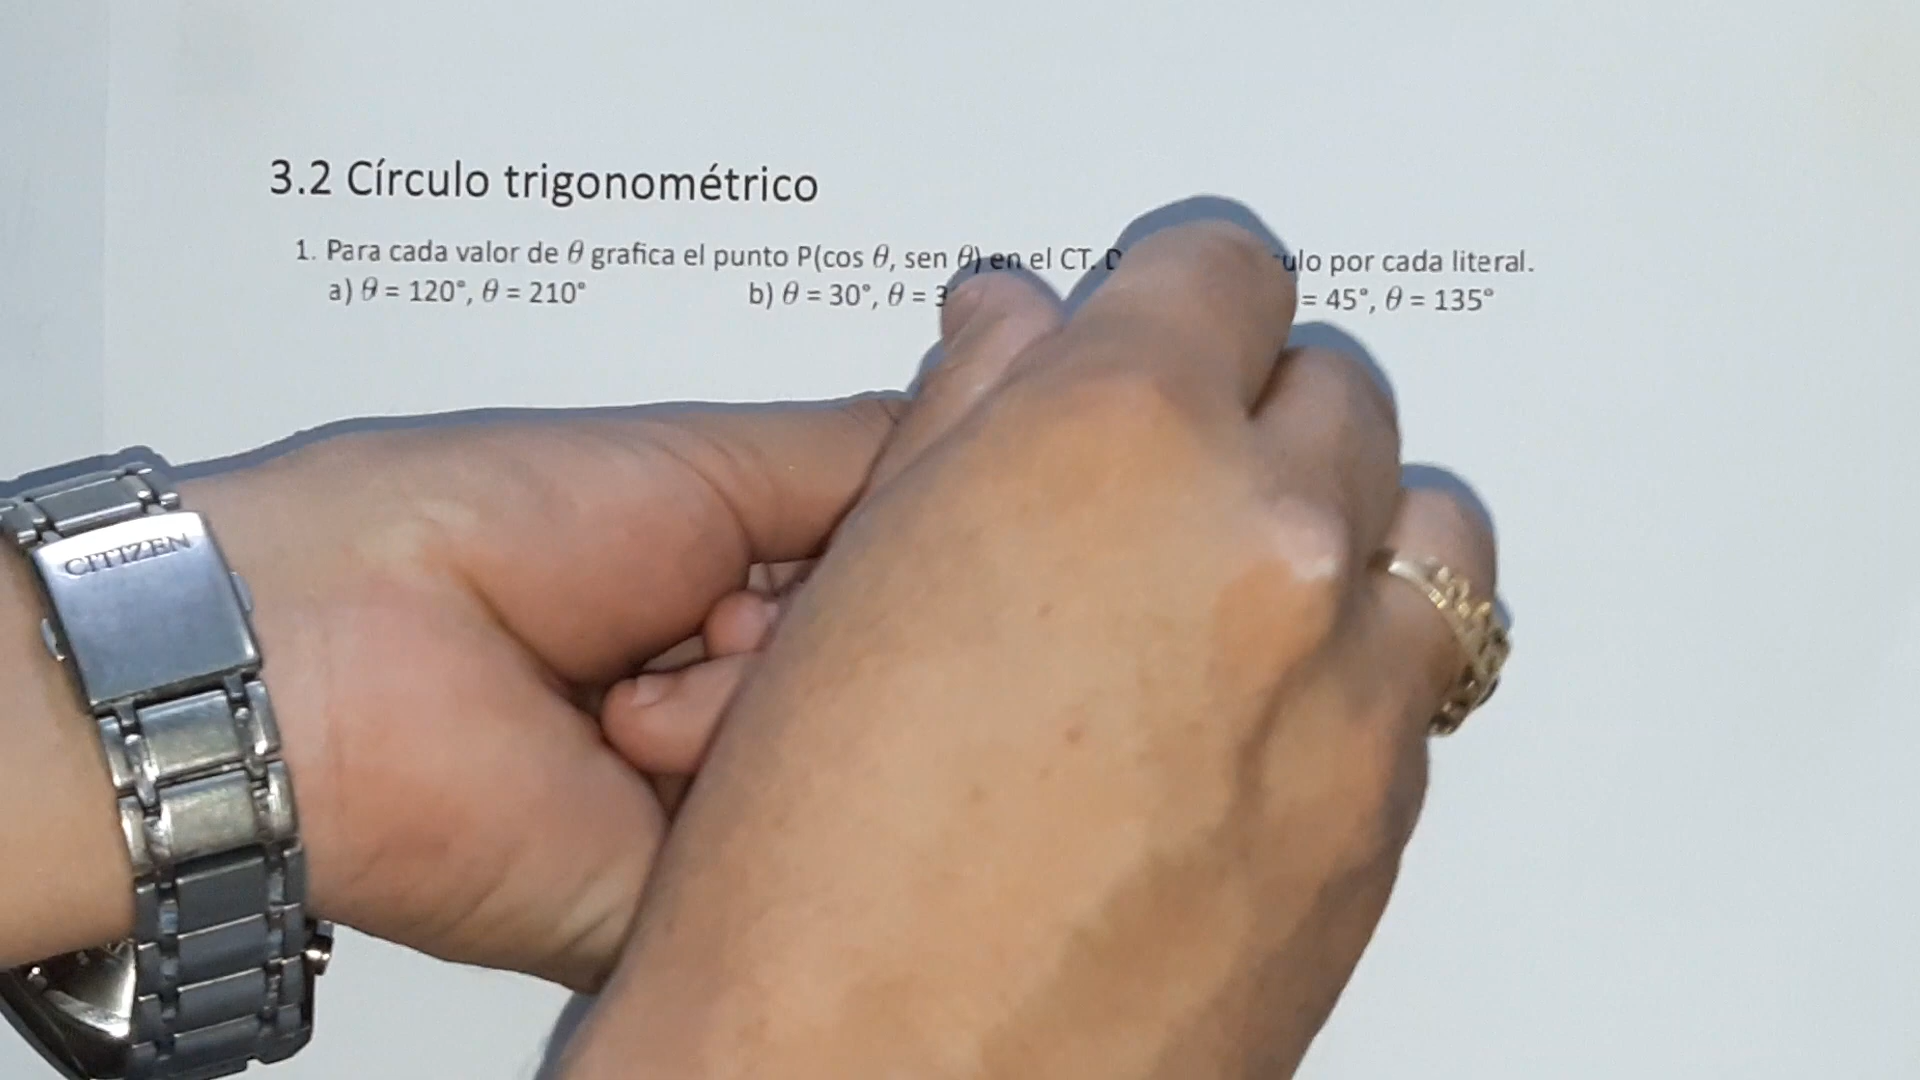 3.2 Círculo trigonométrico
1. Para cada valor de θ grafica el punto P(cos θ, sen θ) en el CT. por cada literal.
a) θ = 120°, θ = 210° b) θ = 30°, θ = = 45°, θ = 135°
CITIZEN